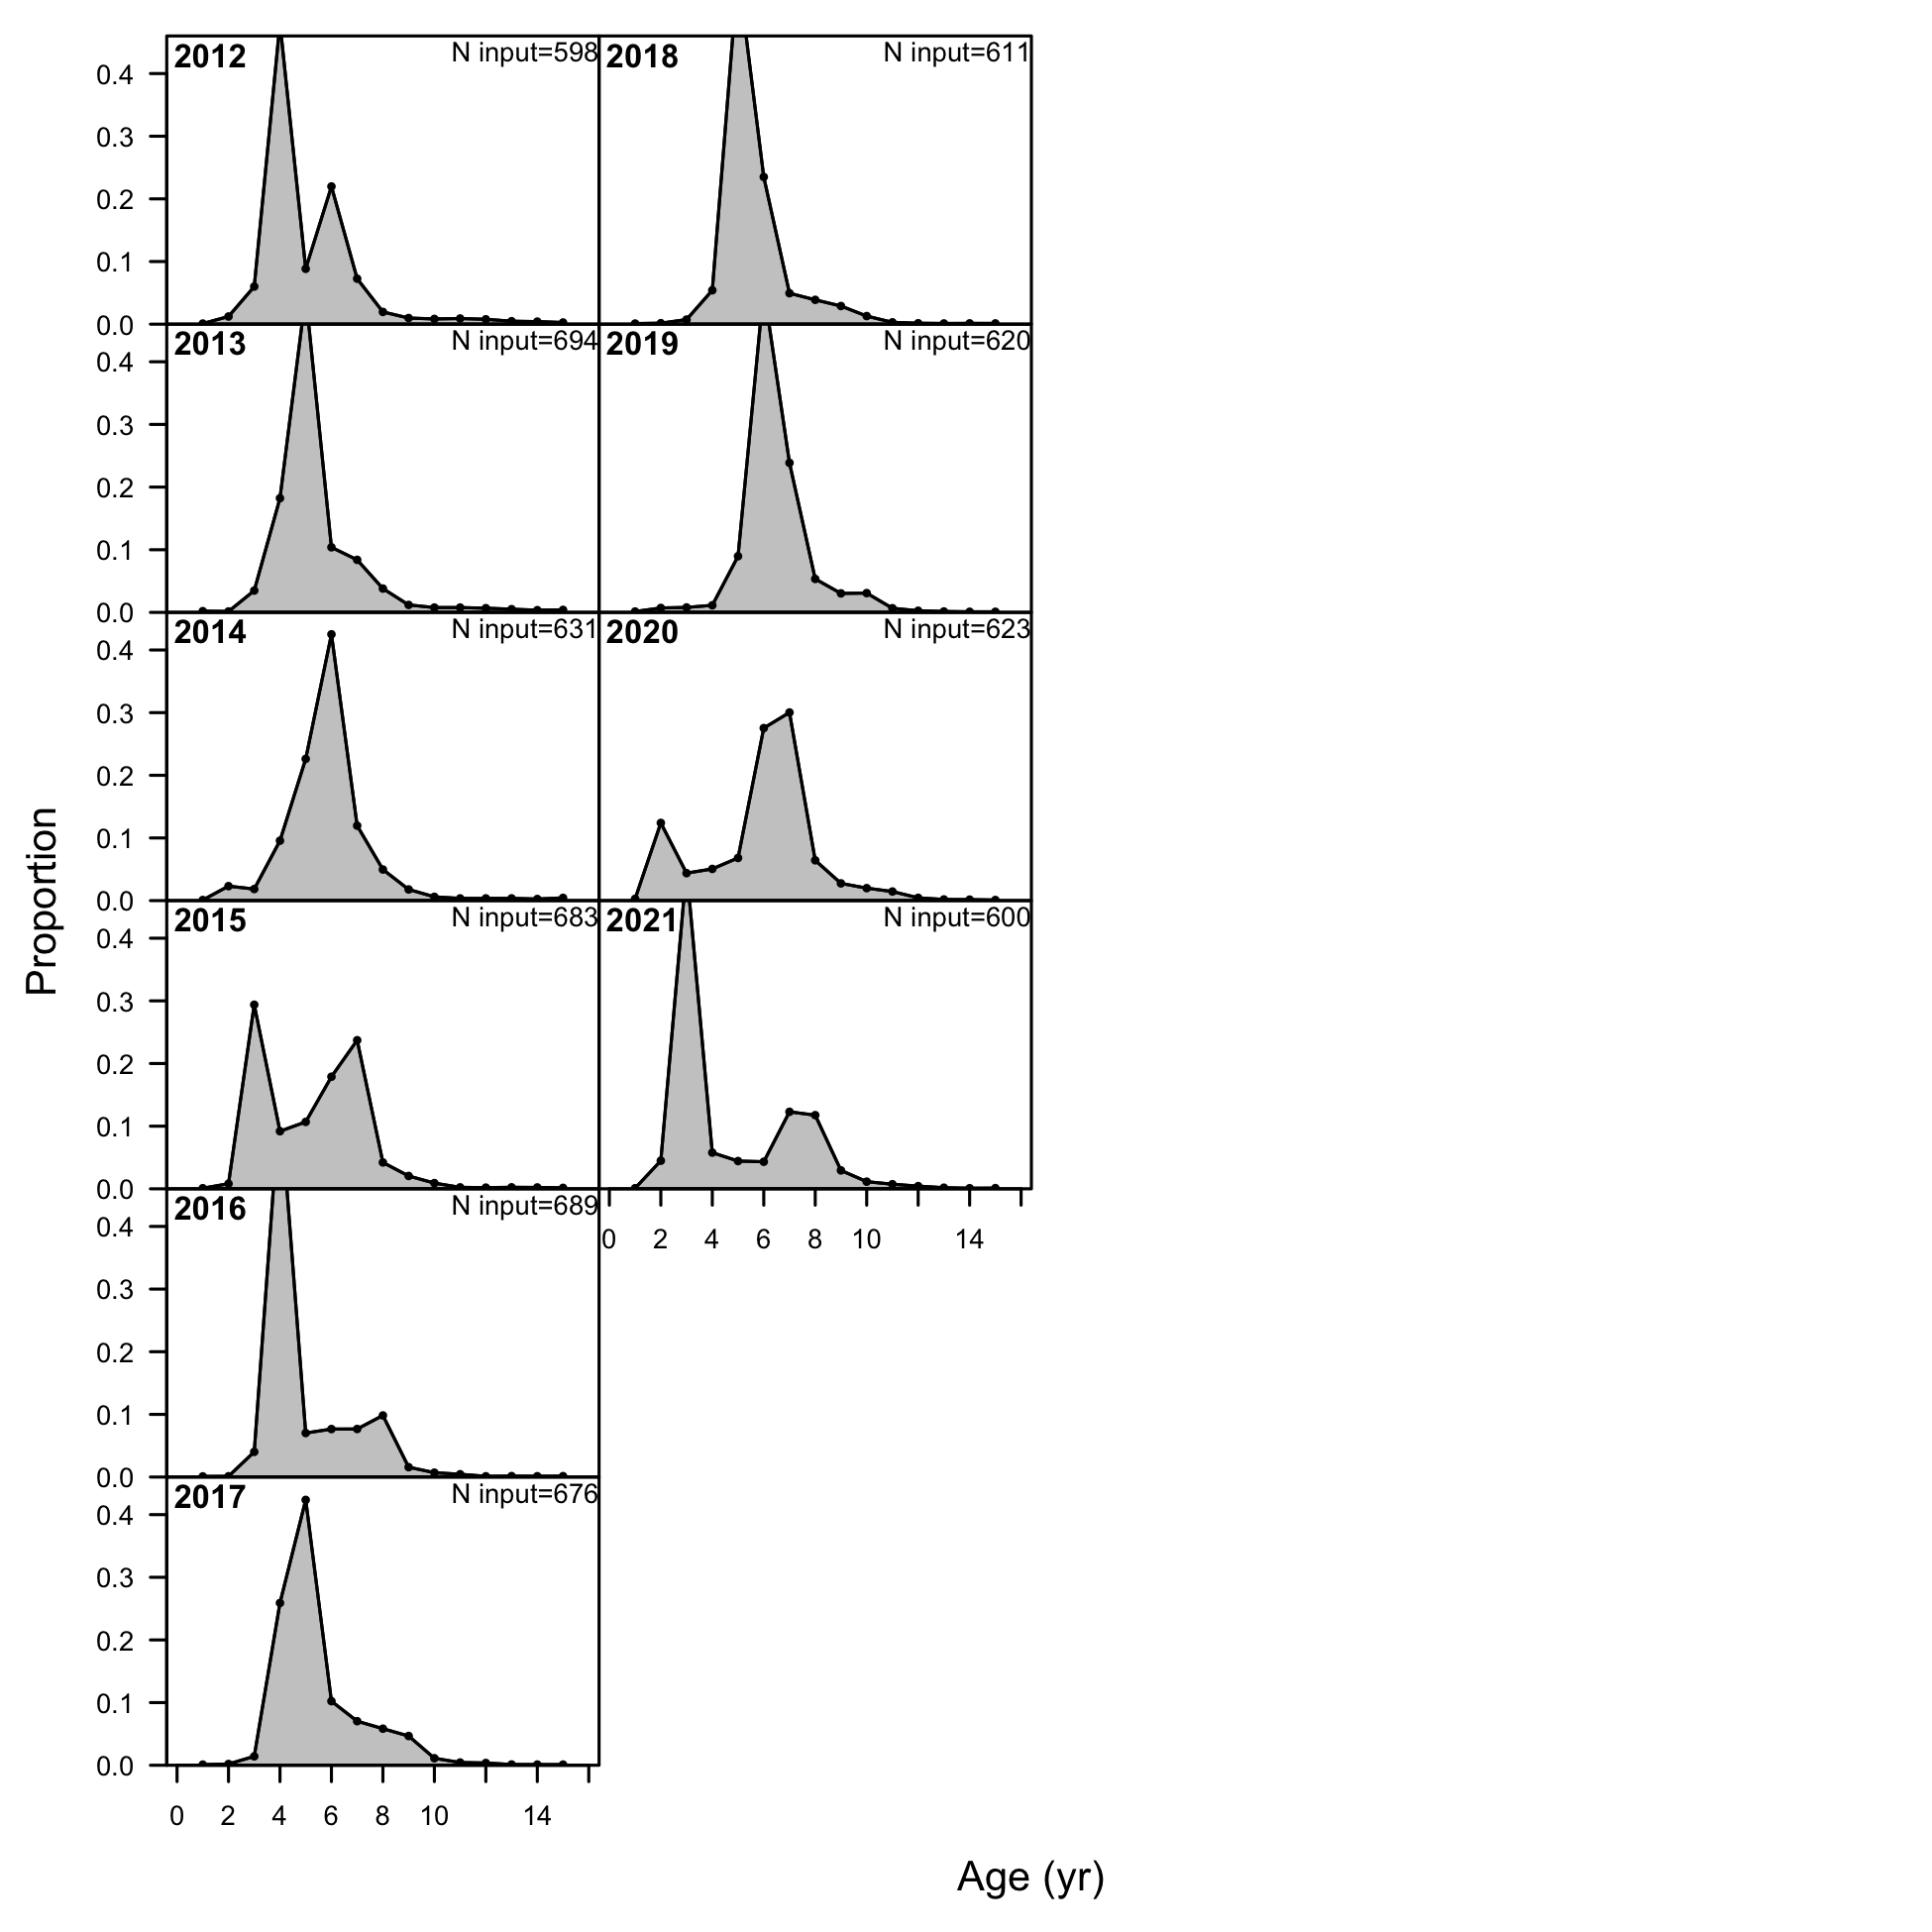 Proportion
2012
N input=598
0.4
0.3
0.2
0.1
0.0
2013
N input=694
0.4
0.3
0.2
0.1
0.0
2014
N input=631
0.4
0.3
0.2
0.1
0.0
2015
N input=683
0.4
0.3
0.2
0.1
0.0
2016
N input=689
0.4
0.3
0.2
0.1
0.0
2017
N input=676
0.4
0.3
0.2
0.1
0.0
0 2 4 6 8 10 14
2018
N input=611
2019
N input=620
2020
N input=623
2021
N input=600
0 2 4 6 8 10 14
Age (yr)